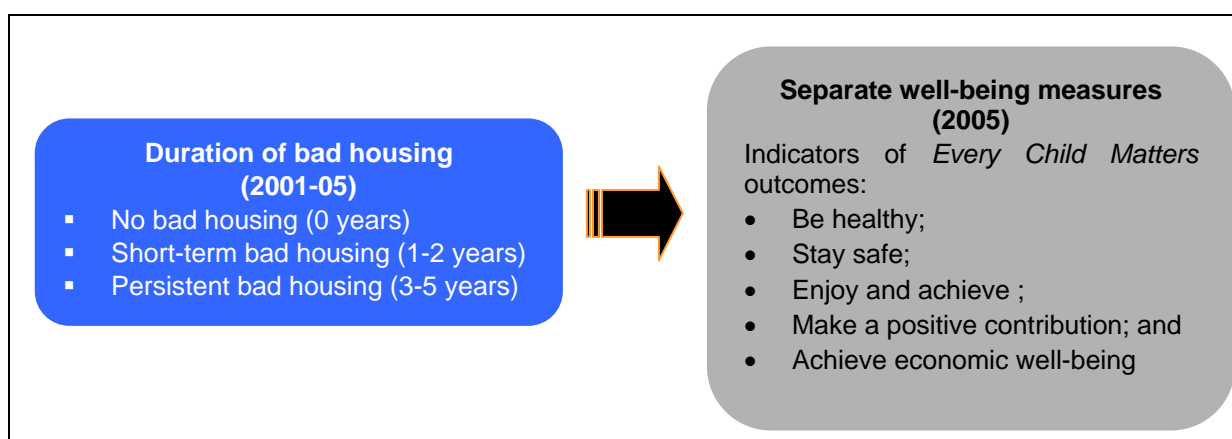 Duration of bad housing
(2001-05)
▪ No bad housing (0 years)
▪ Short-term bad housing (1-2 years)
▪ Persistent bad housing (3-5 years)
Separate well-being measures
(2005)
Indicators of Every Child Matters
outcomes:
• Be healthy;
• Stay safe;
• Enjoy and achieve ;
• Make a positive contribution; and
• Achieve economic well-being